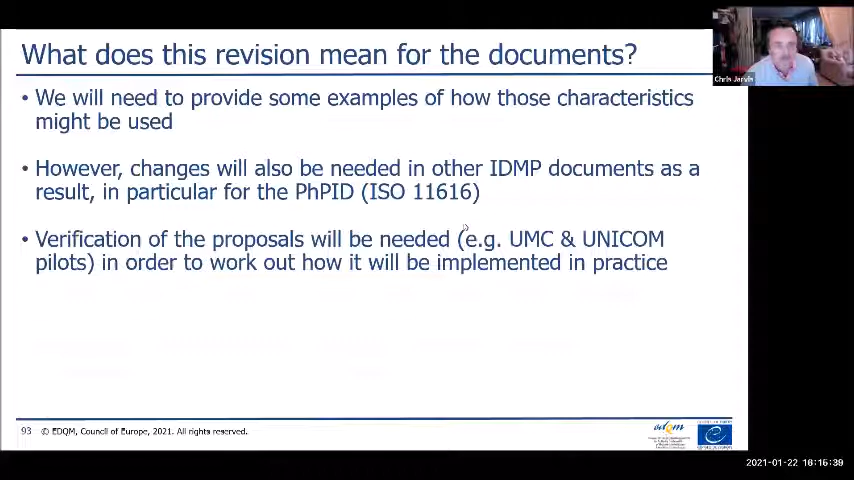 What does this revision mean for the documents?
Chris Jarvis
• We will need to provide some examples of how those characteristics
might be used
• However, changes will also be needed in other IDMP documents as a
result, in particular for the PhPID (ISO 11616)
• Verification of the proposals will be needed (e.g. UMC & UNICOM
pilots) in order to work out how it will be implemented in practice
93 © EDQM, Council of Europe, 2021. All rights reserved.
edqm
2021-01-22 16:15:39